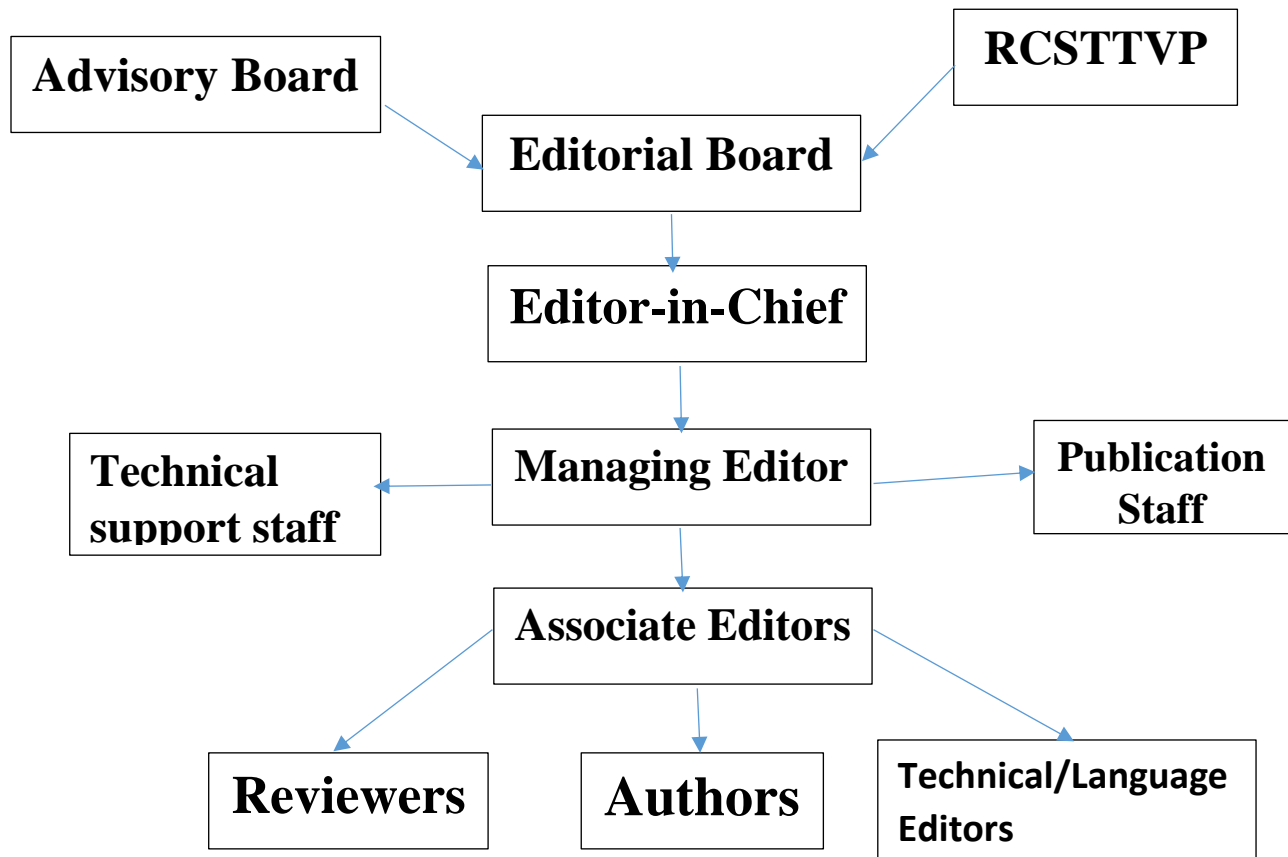 Advisory Board
RCSTTVP
Editorial Board
Editor-in-Chief
Technical
support staff
Managing Editor
Publication
Staff
Associate Editors
Reviewers
Authors
Technical/Language
Editors